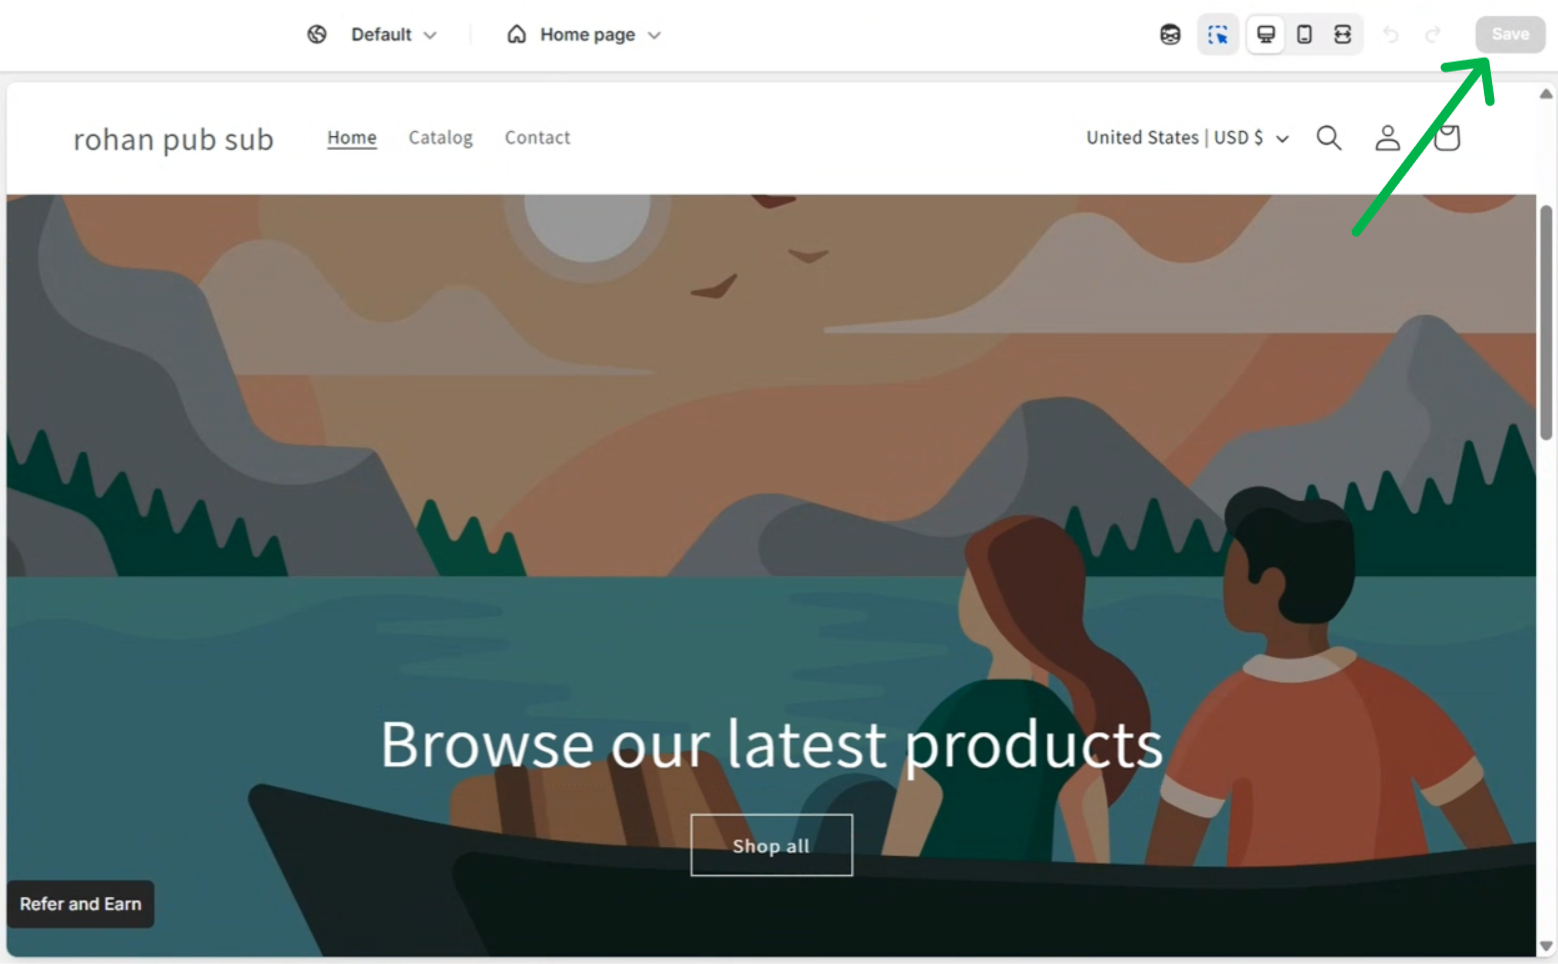 Default
Home page
Save
rohan pub sub
Home
Catalog
Contact
United States | USD $
Browse our latest products
Shop all
Refer and Earn